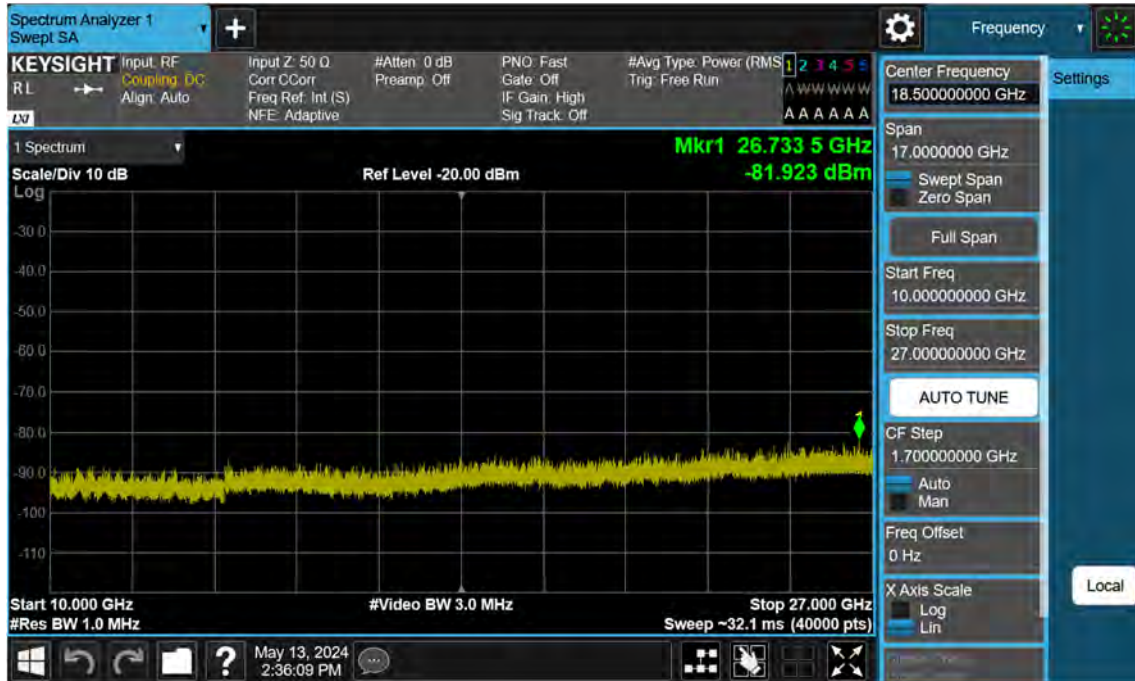 Spectrum Analyzer 1
Swept SA
Frequency
KEYSIGHT
RL
LXI
Input: RF
Coupling: DC
Align: Auto
Input Z: 50 Ω
Corr CCorr
Freq Ref: Int (S)
NFE: Adaptive
#Atten: 0 dB
Preamp: Off
PNO: Fast
Gate: Off
IF Gain: High
Sig Track: Off
#Avg Type: Power (RMS
Trig: Free Run
1 2 3 4 5 6
A W W W W W
A A A A A A
1 Spectrum
Mkr1 26.733 5 GHz
-81.923 dBm
Scale/Div 10 dB
Ref Level -20.00 dBm
Log
-30.0
-40.0
-50.0
-60.0
-70.0
-80.0
-90.0
-100
-110
1
Start 10.000 GHz
#Video BW 3.0 MHz
Stop 27.000 GHz
#Res BW 1.0 MHz
Sweep ~32.1 ms (40000 pts)
May 13, 2024
2:36:09 PM
Center Frequency
18.500000000 GHz
Span
17.0000000 GHz
Swept Span
Zero Span
Full Span
Start Freq
10.000000000 GHz
Stop Freq
27.000000000 GHz
AUTO TUNE
CF Step
1.700000000 GHz
Auto
Man
Freq Offset
0 Hz
X Axis Scale
Log
Lin
Settings
Local